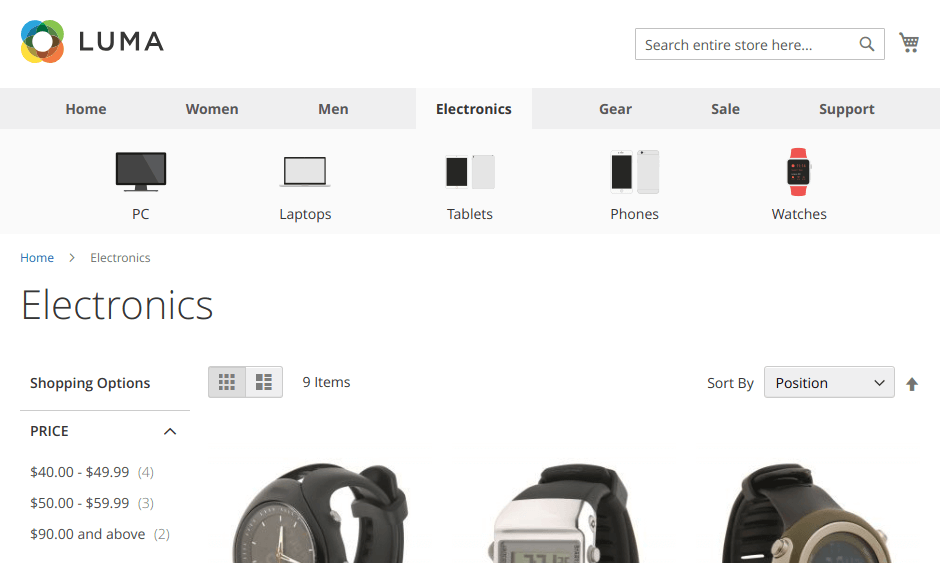 LUMA
Search entire store here...
Home Women Men Electronics Gear Sale Support
PC Laptops Tablets Phones Watches
Home > Electronics
Electronics
Shopping Options
9 Items
Sort By Position
PRICE
$40.00 - $49.99 (4)
$50.00 - $59.99 (3)
$90.00 and above (2)